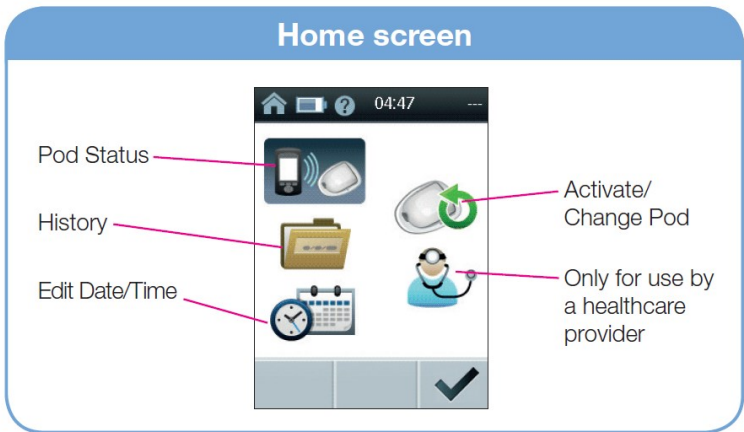 Home screen
04:47
---
Pod Status
History
Edit Date/Time
Activate/
Change Pod
Only for use by
a healthcare
provider